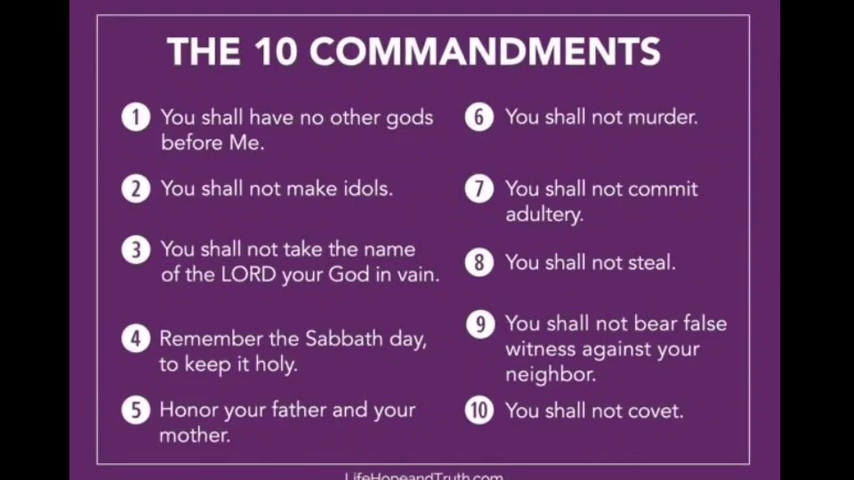 THE 10 COMMANDMENTS
1 You shall have no other gods
before Me.
2 You shall not make idols.
3 You shall not take the name
of the LORD your God in vain.
4 Remember the Sabbath day,
to keep it holy.
5 Honor your father and your
mother.
6 You shall not murder.
7 You shall not commit
adultery.
8 You shall not steal.
9 You shall not bear false
witness against your
neighbor.
10 You shall not covet.
LifeHopeandTruth.com